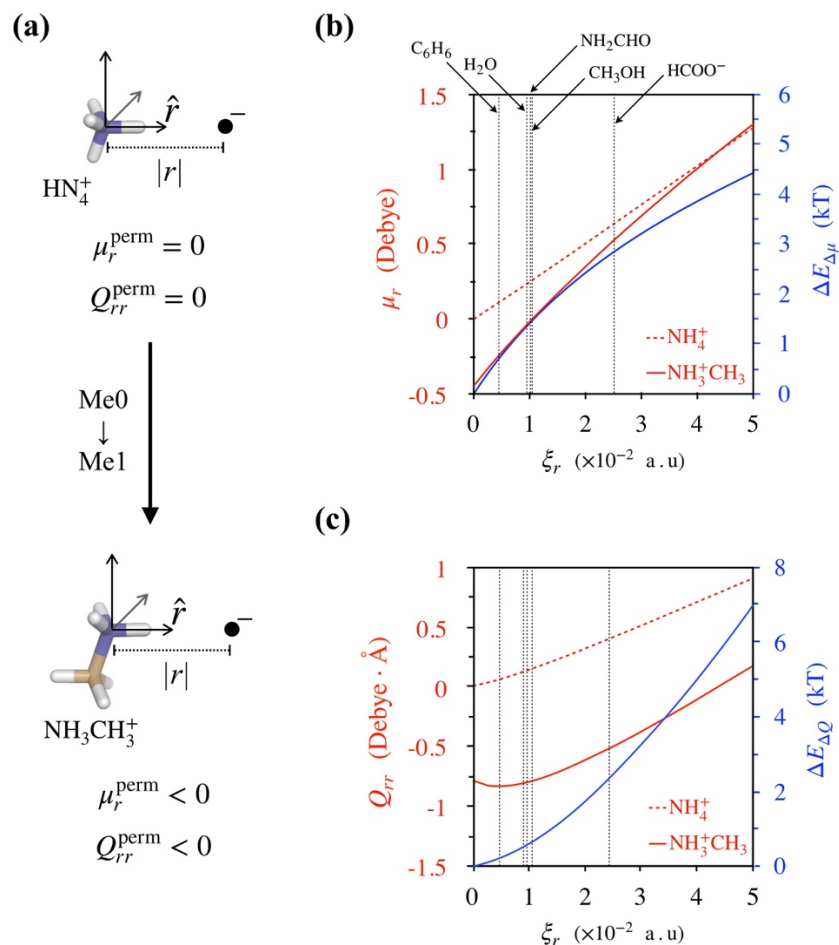 (a)
r̂
−
|r|
HN₄⁺
μᵣᵖᵉʳᵐ = 0
Qᵣᵣᵖᵉʳᵐ = 0
Me0
↓
Me1
r̂
−
|r|
NH₃CH₃⁺
μᵣᵖᵉʳᵐ < 0
Qᵣᵣᵖᵉʳᵐ < 0
(b)
C₆H₆
H₂O
NH₂CHO
CH₃OH
HCOO⁻
1.5
1
0.5
0
-0.5
μᵣ (Debye)
6
5
4
3
2
1
0
ΔE_Δμ (kT)
NH₄⁺
NH₃⁺CH₃
0 1 2 3 4 5
ξᵣ (×10⁻² a.u)
(c)
1
0.5
0
-0.5
-1
-1.5
Qᵣᵣ (Debye · Å)
8
6
4
2
0
ΔE_ΔQ (kT)
NH₄⁺
NH₃⁺CH₃
0 1 2 3 4 5
ξᵣ (×10⁻² a.u)